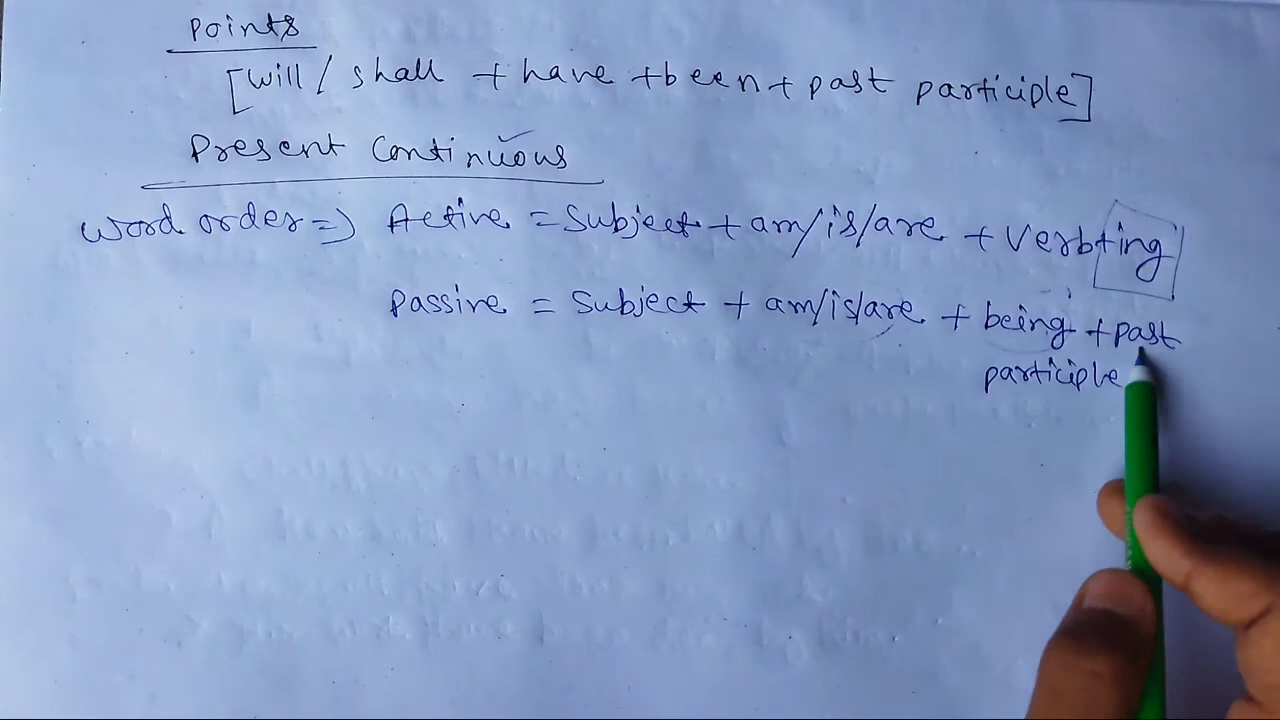 Points
[Will / shall + have + been + past participle]
Present Continuous
Word order => Active = Subject + am/is/are + Verb+ing
Passive = Subject + am/is/are + being + past
participle